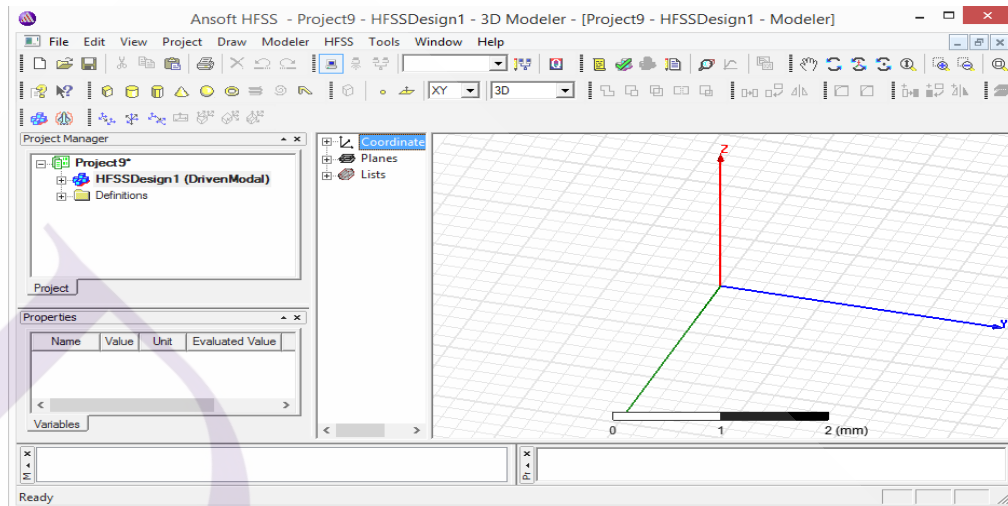 Ansoft HFSS - Project9 - HFSSDesign1 - 3D Modeler - [Project9 - HFSSDesign1 - Modeler]
File Edit View Project Draw Modeler HFSS Tools Window Help
XY 3D
Project Manager
Project9*
HFSSDesign1 (DrivenModal)
Definitions
Project
Coordinate
Planes
Lists
Properties
Name Value Unit Evaluated Value
Variables
Z
Y
0 1 2 (mm)
M
Pr
Ready